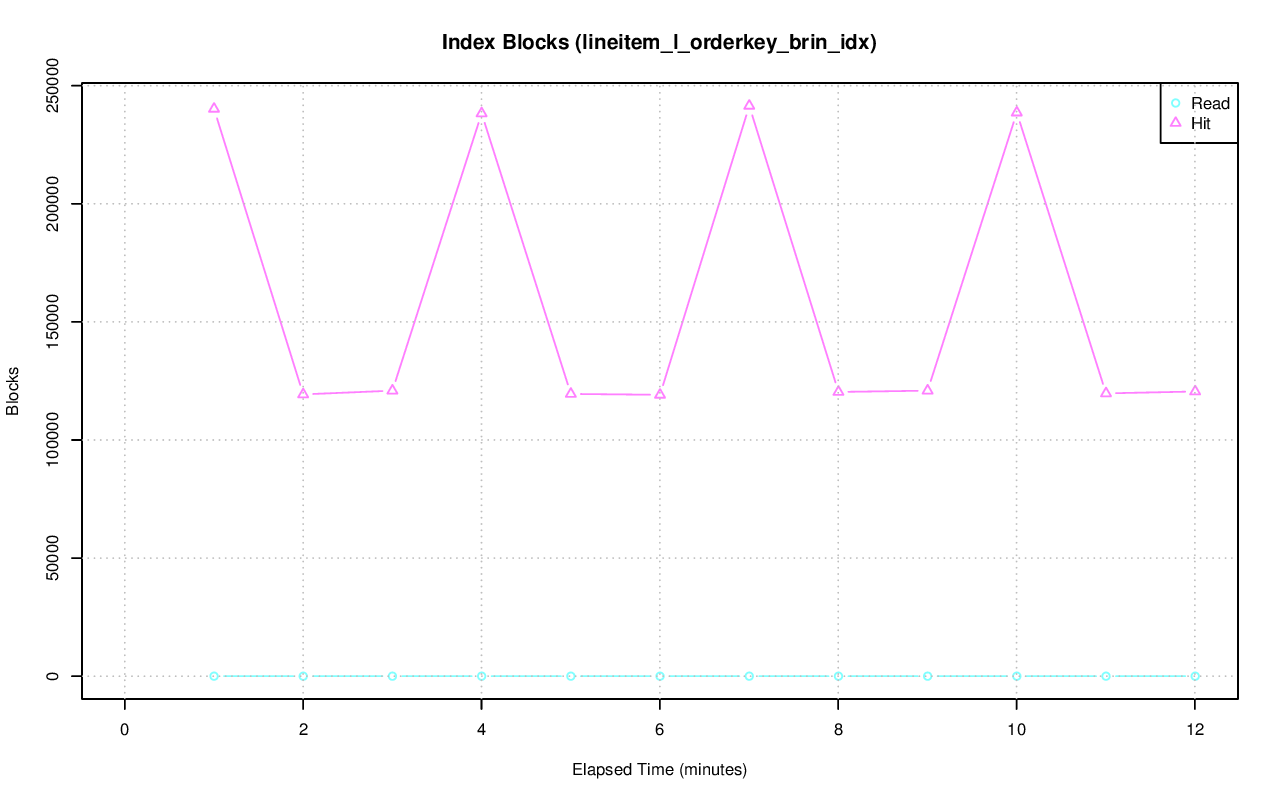 Index Blocks (lineitem_l_orderkey_brin_idx)
Read
Hit
250000
200000
150000
100000
50000
0
Blocks
0 2 4 6 8 10 12
Elapsed Time (minutes)